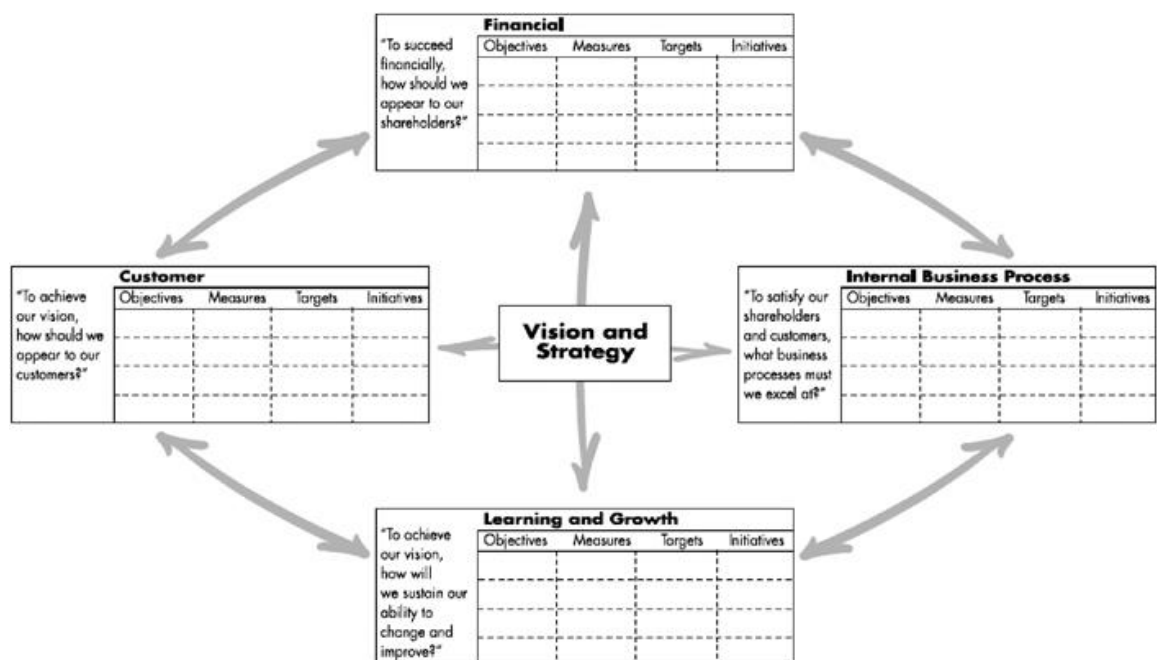 Financial
"To succeed
financially,
how should we
appear to our
shareholders?"
Objectives Measures Targets Initiatives
Customer
"To achieve
our vision,
how should we
appear to our
customers?"
Objectives Measures Targets Initiatives
Vision and
Strategy
Internal Business Process
"To satisfy our
shareholders
and customers,
what business
processes must
we excel at?"
Objectives Measures Targets Initiatives
Learning and Growth
"To achieve
our vision,
how will
we sustain our
ability to
change and
improve?"
Objectives Measures Targets Initiatives